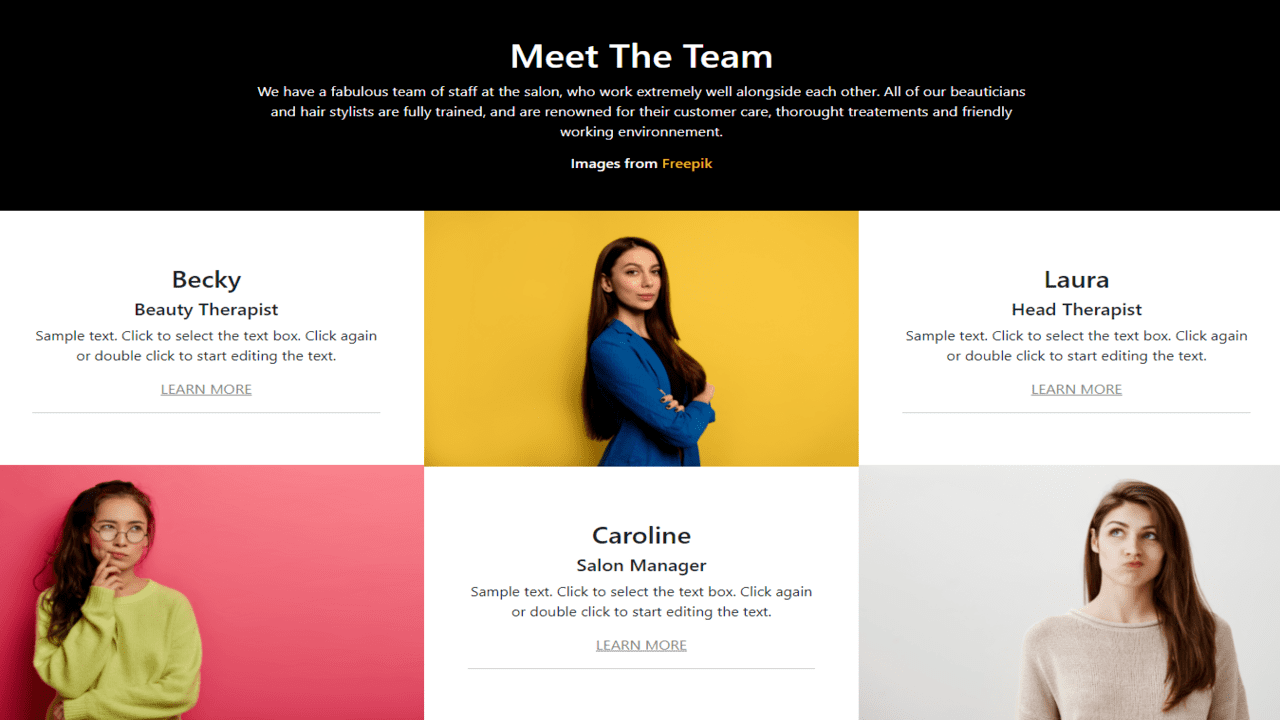 Meet The Team
We have a fabulous team of staff at the salon, who work extremely well alongside each other. All of our beauticians
and hair stylists are fully trained, and are renowned for their customer care, thorought treatements and friendly
working environnement.
Images from Freepik
Becky
Beauty Therapist
Sample text. Click to select the text box. Click again
or double click to start editing the text.
LEARN MORE
Laura
Head Therapist
Sample text. Click to select the text box. Click again
or double click to start editing the text.
LEARN MORE
Caroline
Salon Manager
Sample text. Click to select the text box. Click again
or double click to start editing the text.
LEARN MORE